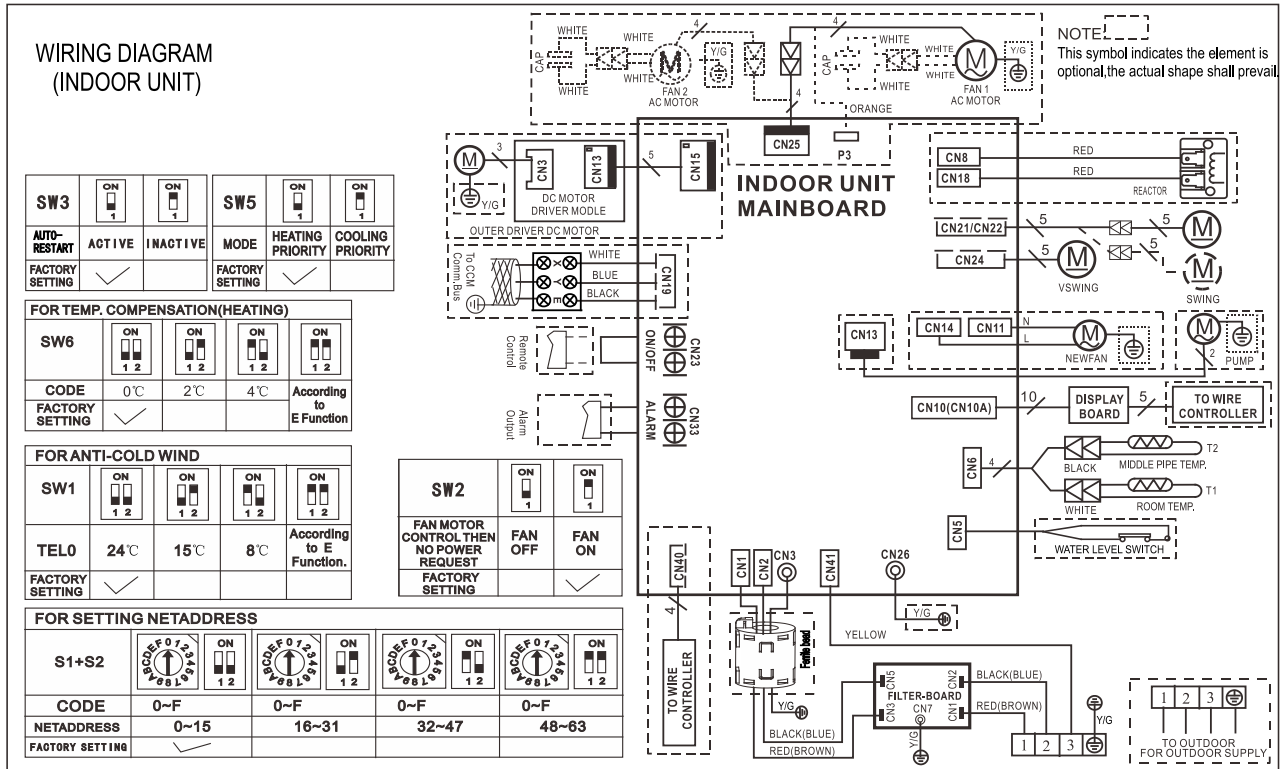 WIRING DIAGRAM
(INDOOR UNIT)
NOTE:
This symbol indicates the element is
optional,the actual shape shall prevail.
CAP
WHITE
WHITE
WHITE
WHITE
M
FAN 2
AC MOTOR
4
Y/G
4
4
CAP
WHITE
WHITE
WHITE
WHITE
M
FAN 1
AC MOTOR
Y/G
ORANGE
CN25
P3
INDOOR UNIT
MAINBOARD
M
3
Y/G
CN3
CN13
DC MOTOR
DRIVER MODLE
5
CN15
OUTER DRIVER DC MOTOR
To CCM
Comm.Bus
X
Y
E
WHITE
BLUE
BLACK
CN19
Remote
Control
ON/OFF
CN23
Alarm
Output
ALARM
CN33
CN8
RED
CN18
RED
REACTOR
CN21/CN22
5
5
M
CN24
5
M
VSWING
5
M
SWING
CN13
CN14
CN11
N
L
M
NEWFAN
M
2
PUMP
CN10(CN10A)
10
DISPLAY
BOARD
5
TO WIRE
CONTROLLER
CN6
4
BLACK
T2
MIDDLE PIPE TEMP.
WHITE
T1
ROOM TEMP.
CN5
WATER LEVEL SWITCH
SW3
ON
1
ON
1
AUTO-
RESTART
ACTIVE
INACTIVE
FACTORY
SETTING
SW5
ON
1
ON
1
MODE
HEATING
PRIORITY
COOLING
PRIORITY
FACTORY
SETTING
FOR TEMP. COMPENSATION(HEATING)
SW6
ON
1 2
ON
1 2
ON
1 2
ON
1 2
CODE
0℃
2℃
4℃
According
to
E Function
FACTORY
SETTING
FOR ANTI-COLD WIND
SW1
ON
1 2
ON
1 2
ON
1 2
ON
1 2
TEL0
24℃
15℃
8℃
According
to E
Function.
FACTORY
SETTING
SW2
ON
1
ON
1
FAN MOTOR
CONTROL THEN
NO POWER
REQUEST
FAN
OFF
FAN
ON
FACTORY
SETTING
FOR SETTING NETADDRESS
S1+S2
0123456789ABCDEF
ON
1 2
0123456789ABCDEF
ON
1 2
0123456789ABCDEF
ON
1 2
0123456789ABCDEF
ON
1 2
CODE
0~F
0~F
0~F
0~F
NETADDRESS
0~15
16~31
32~47
48~63
FACTORY SETTING
CN40
4
TO WIRE
CONTROLLER
CN1
CN2
CN3
CN41
CN26
Y/G
Ferrite bead
Y/G
YELLOW
BLACK(BLUE)
RED(BROWN)
CN5
CN3
FILTER-BOARD
CN7
CN2
CN1
Y/G
BLACK(BLUE)
RED(BROWN)
1 2 3
Y/G
1 2 3
TO OUTDOOR
FOR OUTDOOR SUPPLY